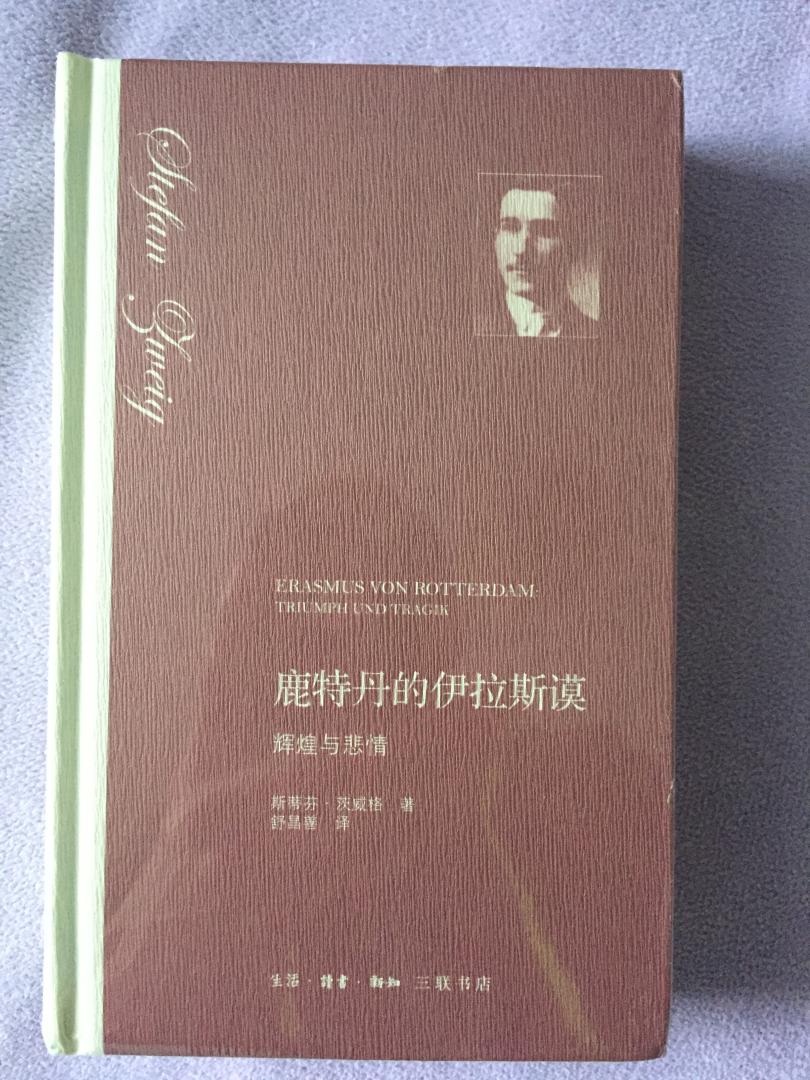 Stefan Zweig
ERASMUS VON ROTTERDAM:
TRIUMPH UND TRAGIK
鹿特丹的伊拉斯谟
辉煌与悲情
斯蒂芬·茨威格 著
舒昌善 译
生活·讀書·新知 三联书店